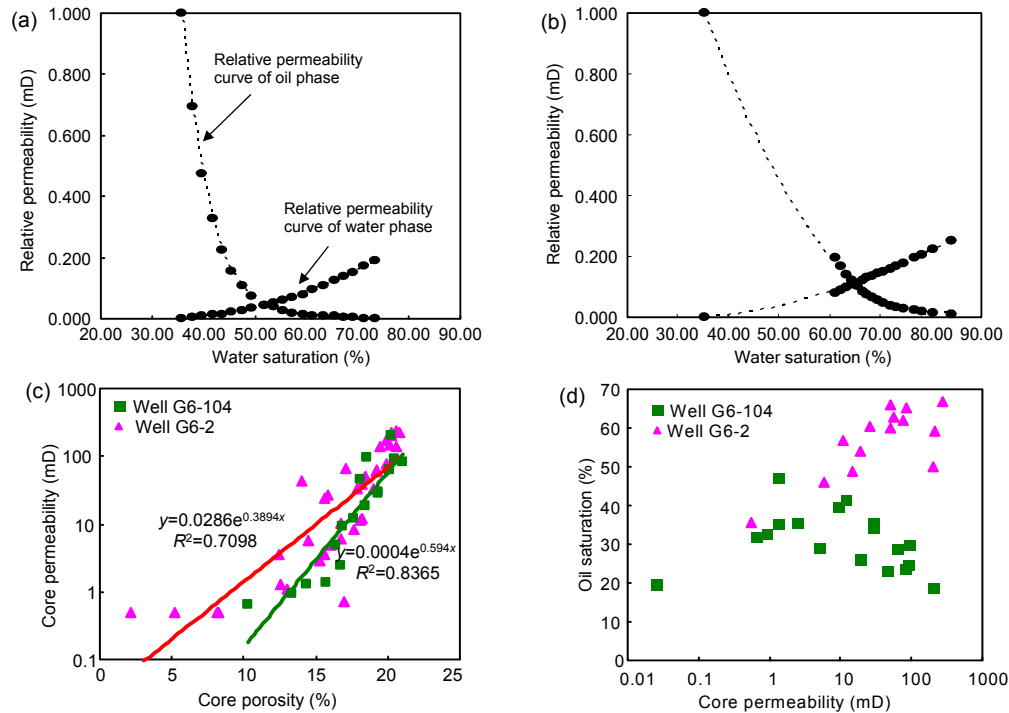 (a)
Relative permeability (mD)
1.000
0.800
0.600
0.400
0.200
0.000
Relative permeability
curve of oil phase
Relative permeability
curve of water phase
20.00 30.00 40.00 50.00 60.00 70.00 80.00 90.00
Water saturation (%)
(b)
Relative permeability (mD)
1.000
0.800
0.600
0.400
0.200
0.000
20.00 30.00 40.00 50.00 60.00 70.00 80.00 90.00
Water saturation (%)
(c)
Core permeability (mD)
1000
100
10
1
0.1
Well G6-104
Well G6-2
y=0.0286e^0.3894x
R²=0.7098
y=0.0004e^0.594x
R²=0.8365
0 5 10 15 20 25
Core porosity (%)
(d)
Oil saturation (%)
70
60
50
40
30
20
10
0
Well G6-104
Well G6-2
0.01 0.1 1 10 100 1000
Core permeability (mD)